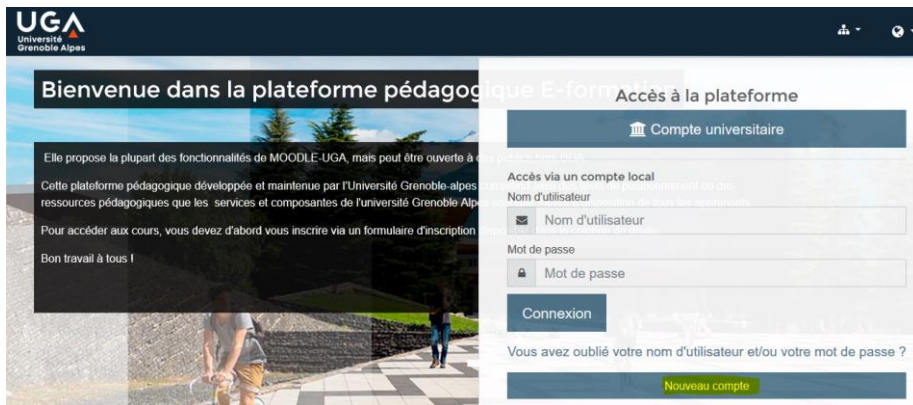 UGA
Université
Grenoble Alpes
Bienvenue dans la plateforme pédagogique E-formation
Elle propose la plupart des fonctionnalités de MOODLE-UGA, mais peut être ouverte à des publics hors UGA.
Cette plateforme pédagogique développée et maintenue par l'Université Grenoble-alpes
ressources pédagogiques que les services et composantes de l'université Grenoble Alpes
Pour accéder aux cours, vous devez d'abord vous inscrire via un formulaire d'inscription
Bon travail à tous !
Accès à la plateforme
Compte universitaire
Accès via un compte local
Nom d'utilisateur
Nom d'utilisateur
Mot de passe
Mot de passe
Connexion
Vous avez oublié votre nom d'utilisateur et/ou votre mot de passe ?
Nouveau compte